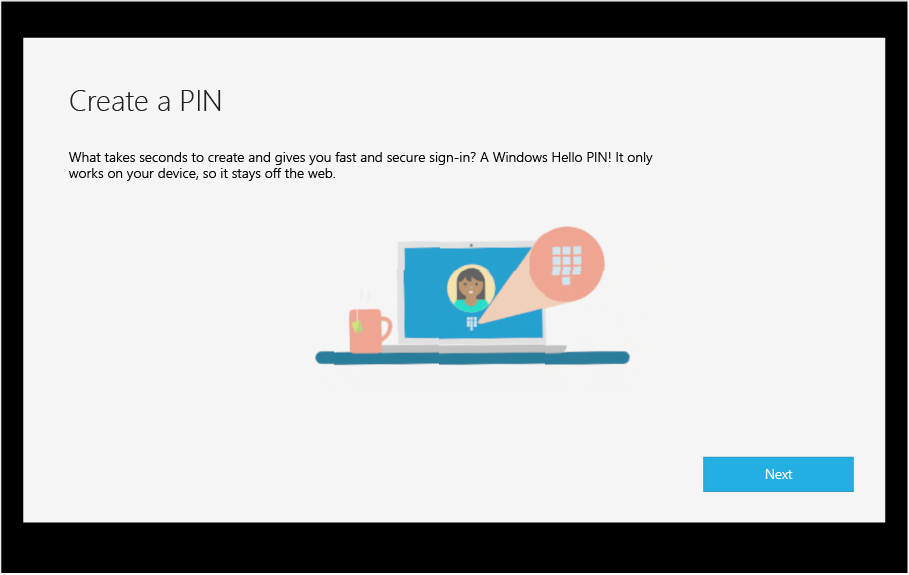 Create a PIN
What takes seconds to create and gives you fast and secure sign-in? A Windows Hello PIN! It only
works on your device, so it stays off the web.
Next